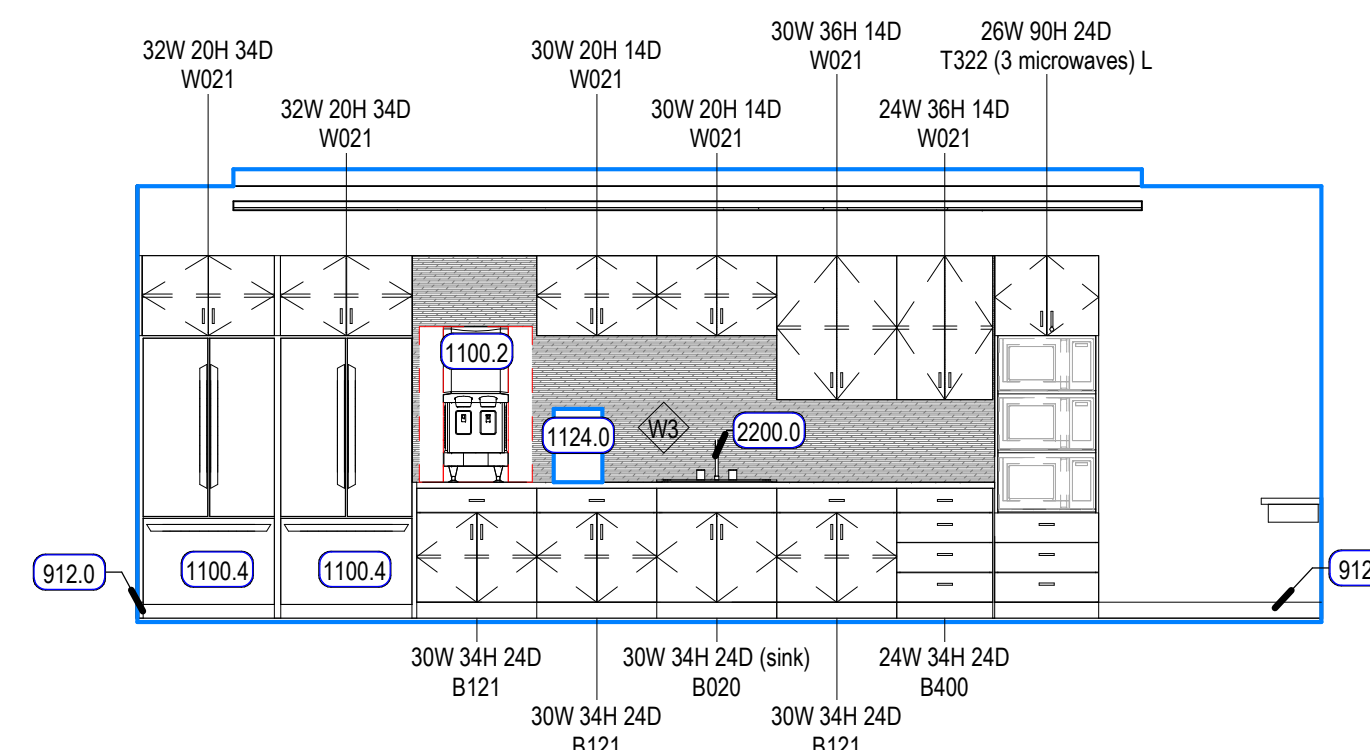 30W 36H 14D
W021
26W 90H 24D
T322 (3 microwaves) L
32W 20H 34D
W021
30W 20H 14D
W021
32W 20H 34D
W021
30W 20H 14D
W021
24W 36H 14D
W021
1100.2
1124.0
W3
2200.0
912.0
1100.4
1100.4
912
30W 34H 24D
B121
30W 34H 24D (sink)
B020
24W 34H 24D
B400
30W 34H 24D
B121
30W 34H 24D
B121